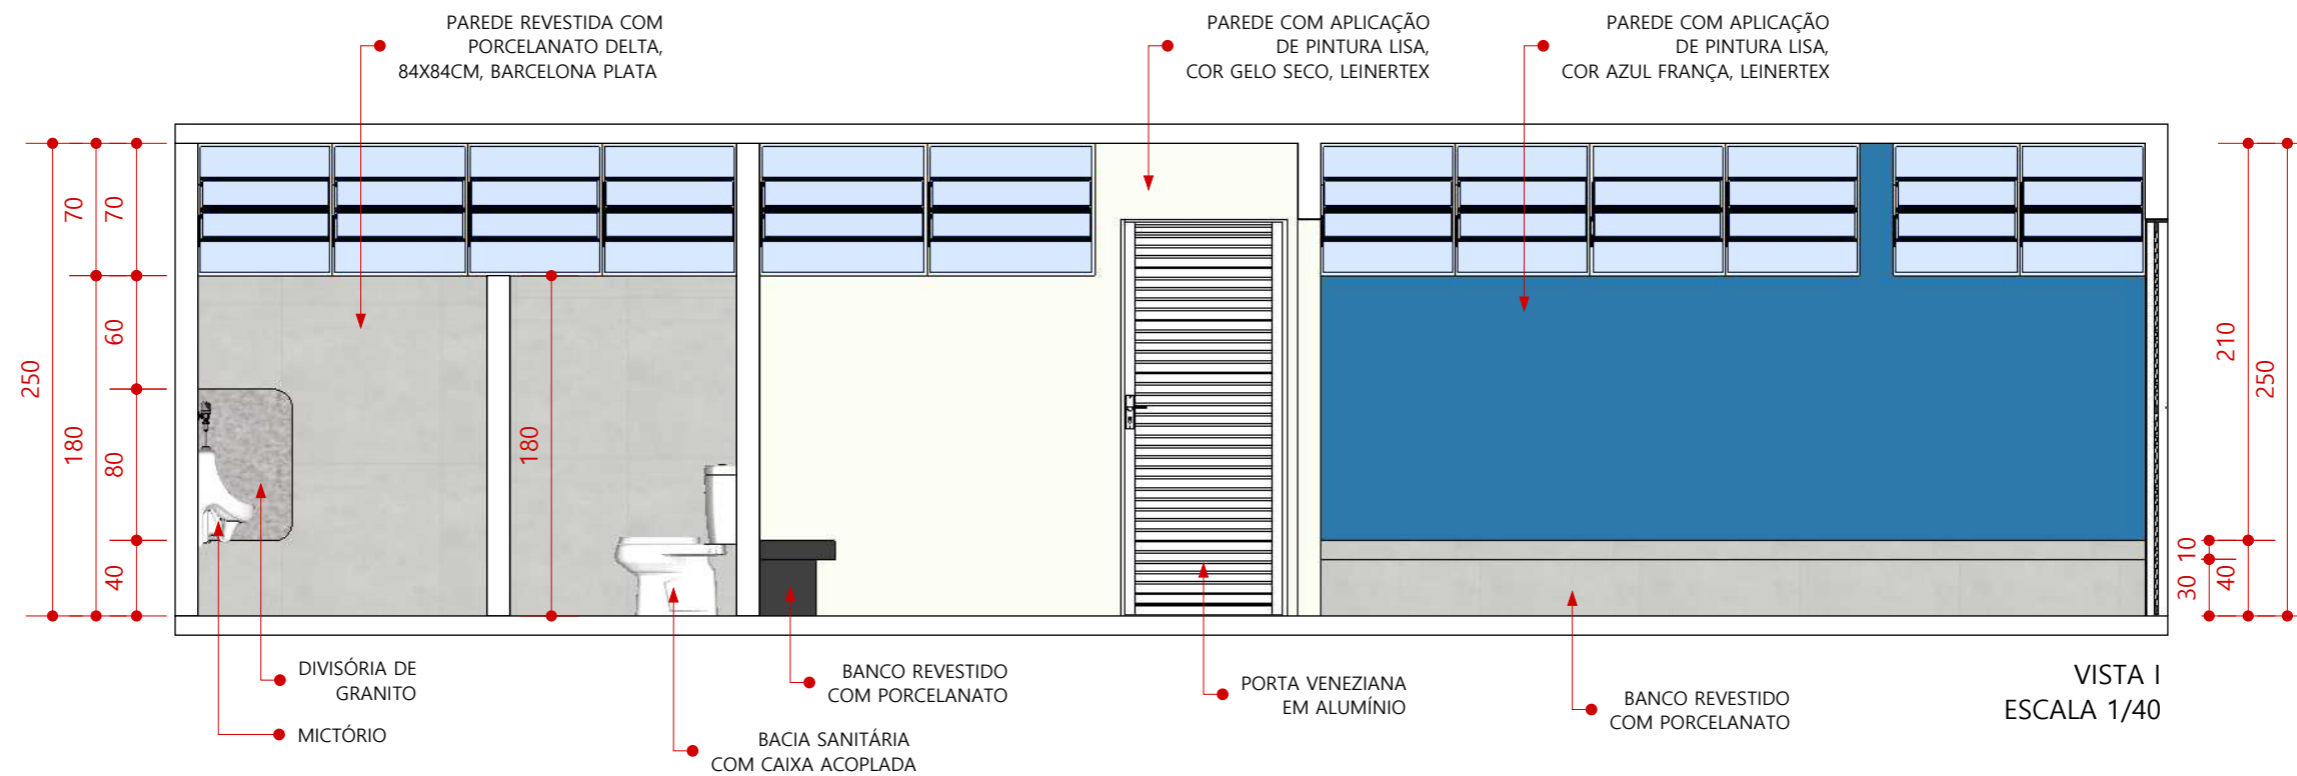 PAREDE REVESTIDA COM
PORCELANATO DELTA,
84X84CM, BARCELONA PLATA
PAREDE COM APLICAÇÃO
DE PINTURA LISA,
COR GELO SECO, LEINERTEX
PAREDE COM APLICAÇÃO
DE PINTURA LISA,
COR AZUL FRANÇA, LEINERTEX
250
70
180
70
60
80
40
180
210
250
10
30
40
DIVISÓRIA DE
GRANITO
MICTÓRIO
BACIA SANITÁRIA
COM CAIXA ACOPLADA
BANCO REVESTIDO
COM PORCELANATO
PORTA VENEZIANA
EM ALUMÍNIO
BANCO REVESTIDO
COM PORCELANATO
VISTA I
ESCALA 1/40